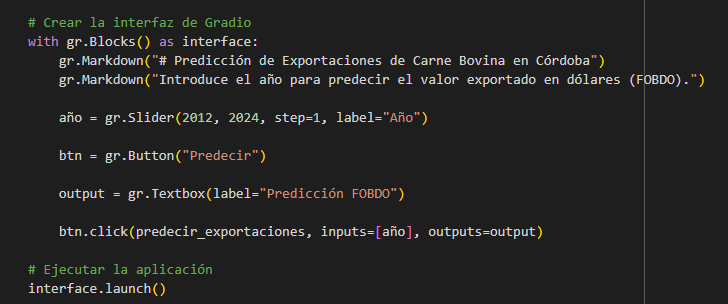 # Crear la interfaz de Gradio
with gr.Blocks() as interface:
    gr.Markdown("# Predicción de Exportaciones de Carne Bovina en Córdoba")
    gr.Markdown("Introduce el año para predecir el valor exportado en dólares (FOBDO).")
    año = gr.Slider(2012, 2024, step=1, label="Año")
    btn = gr.Button("Predecir")
    output = gr.Textbox(label="Predicción FOBDO")
    btn.click(predecir_exportaciones, inputs=[año], outputs=output)
# Ejecutar la aplicación
interface.launch()